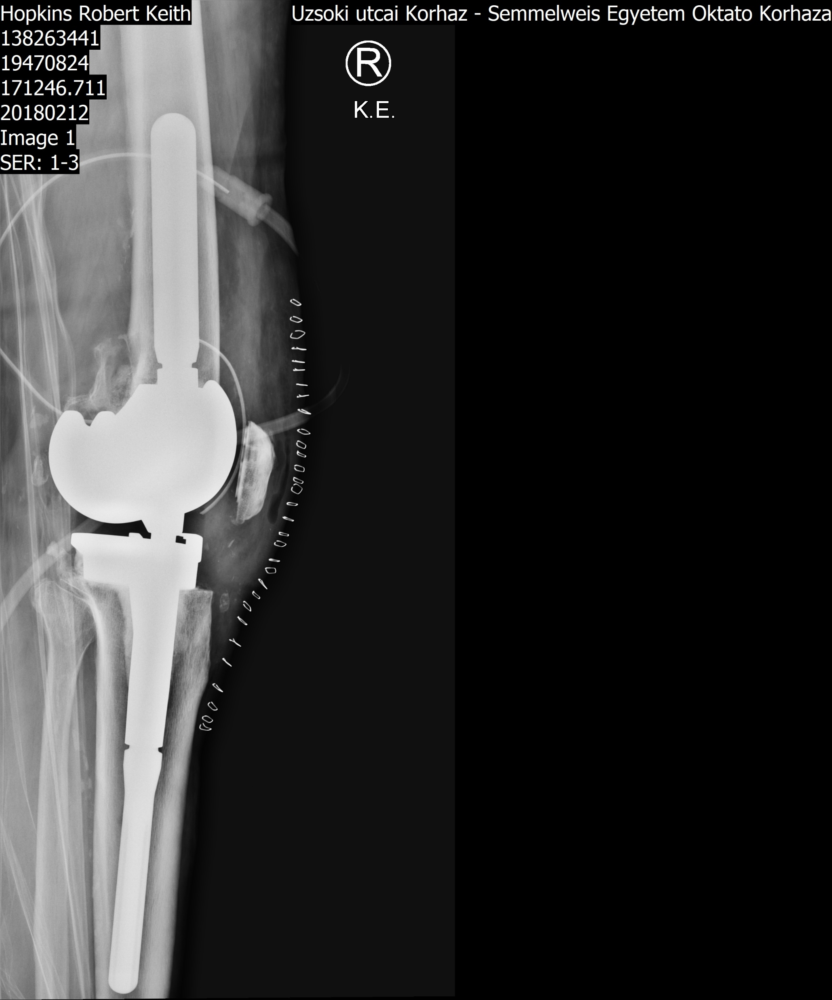 Hopkins Robert Keith
Uzsoki utcai Korhaz - Semmelweis Egyetem Oktato Korhaza
138263441
19470824
171246.711
20180212
Image 1
SER: 1-3
R
K.E.